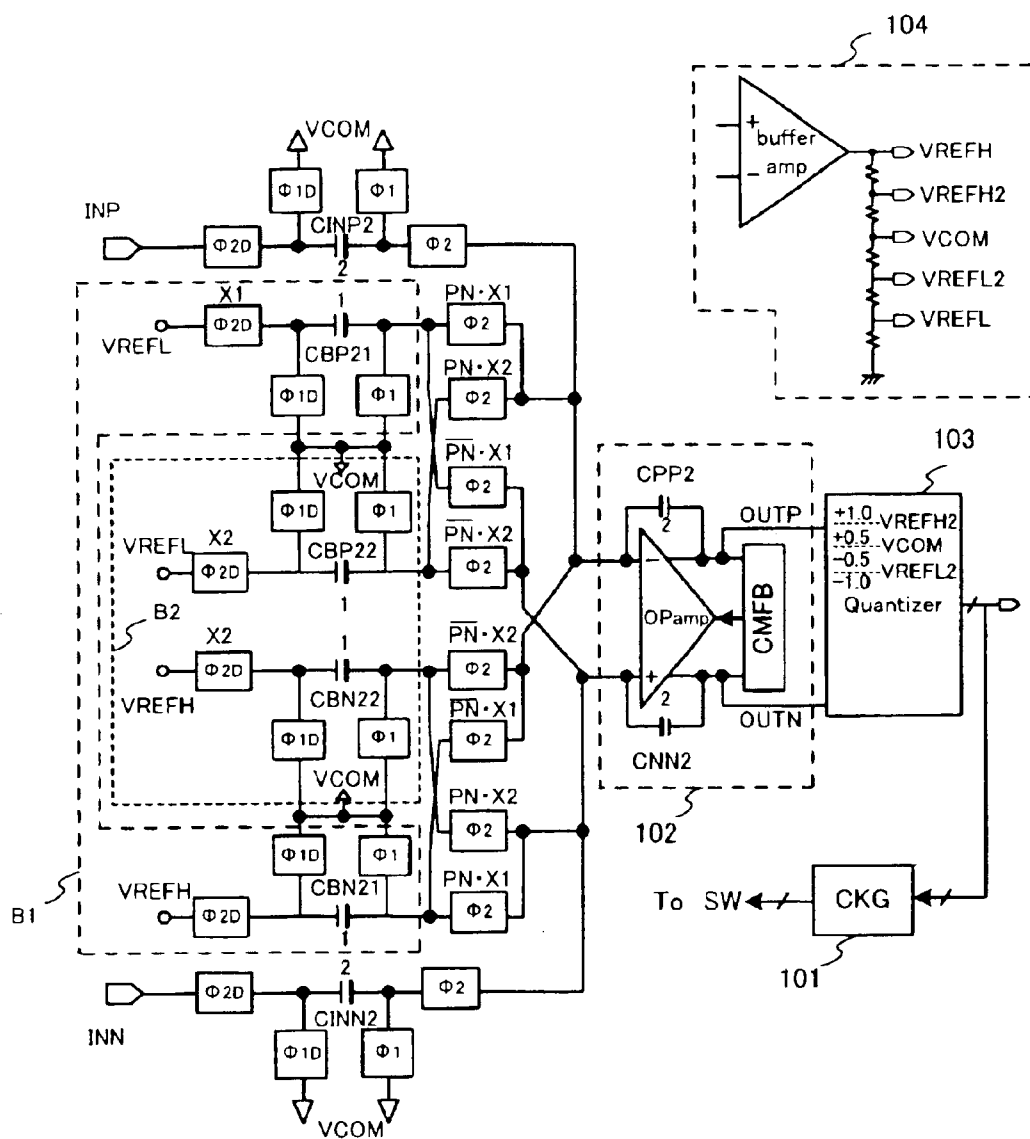 104
+
buffer
amp
−
VREFH
VREFH2
VCOM
VREFL2
VREFL
VCOM
Φ1D
Φ1
INP
Φ2D
CINP2
2
Φ2
X1
Φ2D
VREFL
1
CBP21
PN·X1
Φ2
Φ1D
Φ1
PN·X2
Φ2
VCOM
P̅N̅·X1
Φ2
Φ1D
Φ1
X2
VREFL
Φ2D
CBP22
1
P̅N̅·X2
Φ2
B2
X2
VREFH
Φ2D
1
CBN22
P̅N̅·X2
Φ2
Φ1D
Φ1
P̅N̅·X1
Φ2
VCOM
PN·X2
Φ2
Φ1D
Φ1
B1
VREFH
Φ2D
CBN21
1
PN·X1
Φ2
INN
Φ2D
2
CINN2
Φ2
Φ1D
Φ1
VCOM
CPP2
2
−
OPamp
+
2
CNN2
CMFB
OUTP
OUTN
102
103
+1.0
VREFH2
+0.5
VCOM
−0.5
VREFL2
−1.0
Quantizer
To SW
CKG
101